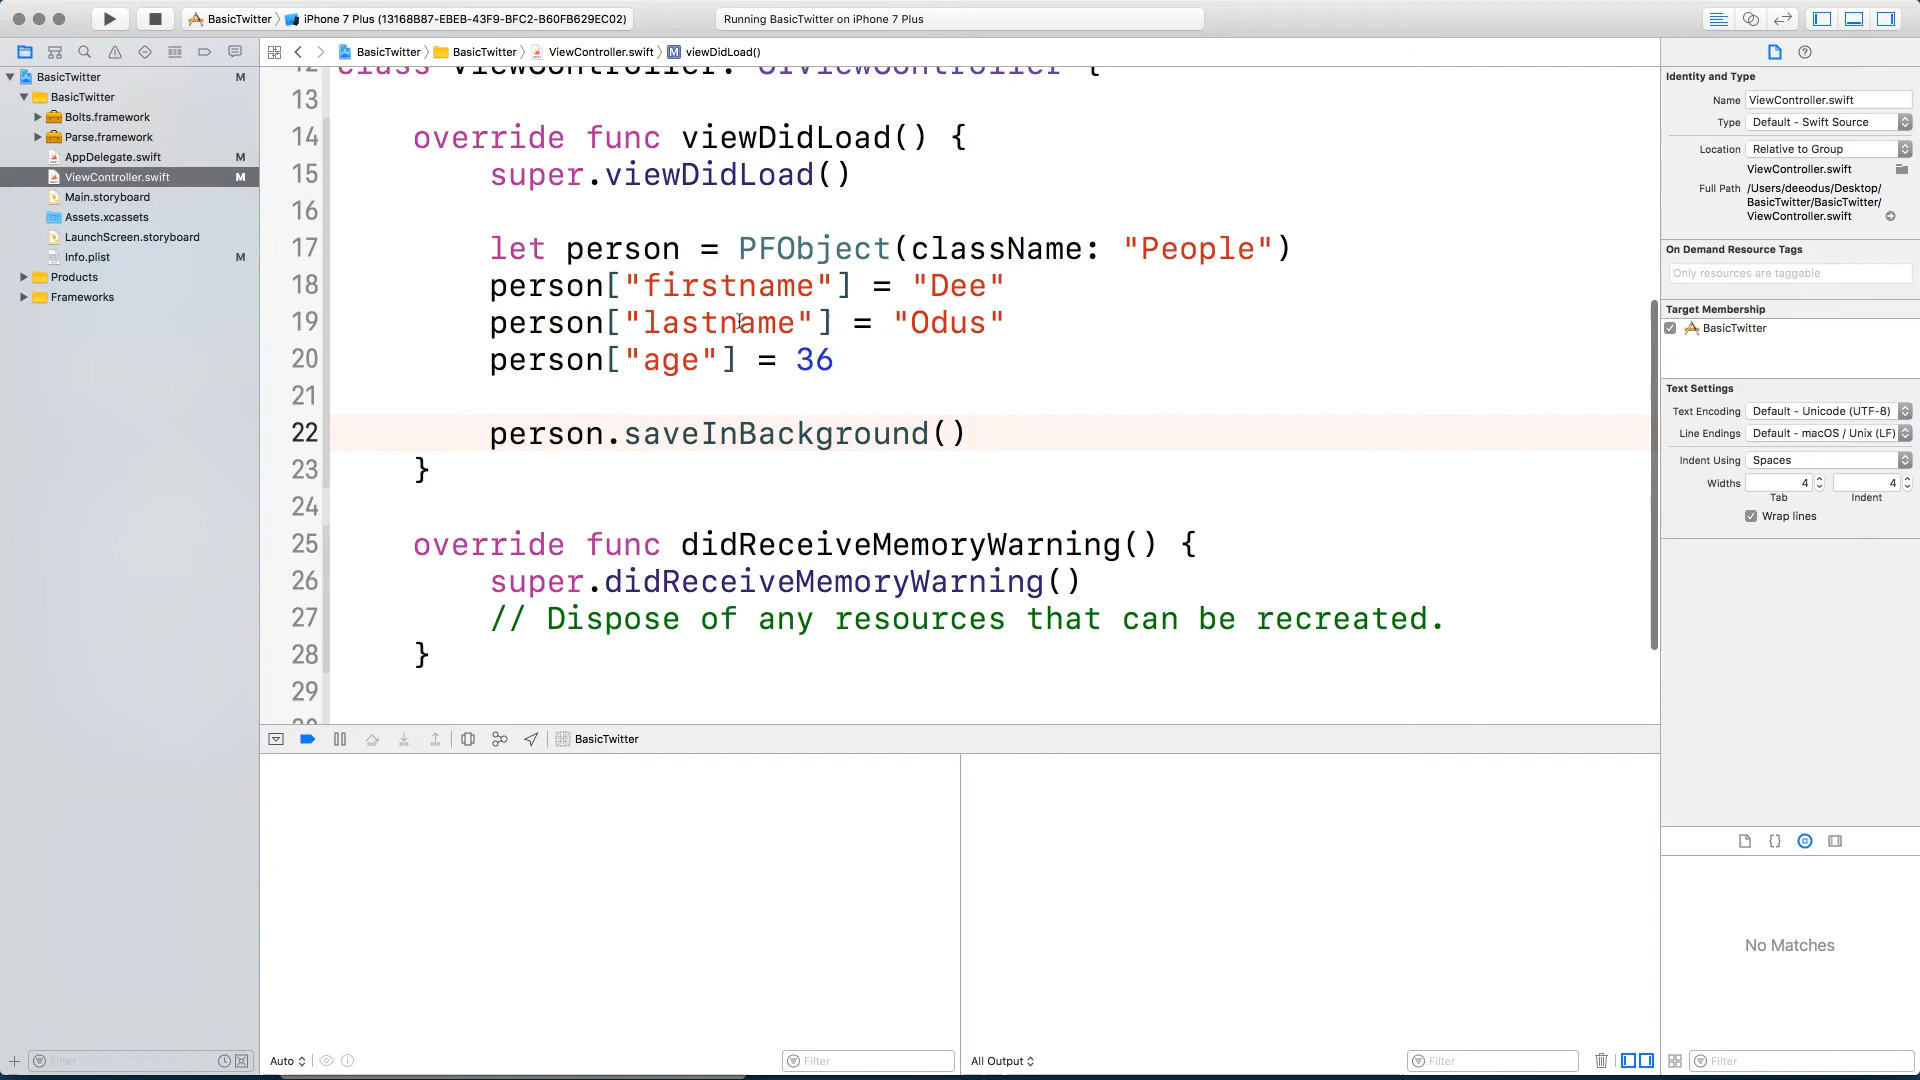 BasicTwitter 〉 iPhone 7 Plus (13168B87-EBEB-43F9-BFC2-B60FB629EC02)
Running BasicTwitter on iPhone 7 Plus
BasicTwitter 〉 BasicTwitter 〉 ViewController.swift 〉 M viewDidLoad()
BasicTwitter M
BasicTwitter
Bolts.framework
Parse.framework
AppDelegate.swift M
ViewController.swift M
Main.storyboard
Assets.xcassets
LaunchScreen.storyboard
Info.plist M
Products
Frameworks
Filter
12 class ViewController: UIViewController {
13
14 override func viewDidLoad() {
15 super.viewDidLoad()
16
17 let person = PFObject(className: "People")
18 person["firstname"] = "Dee"
19 person["lastname"] = "Odus"
20 person["age"] = 36
21
22 person.saveInBackground()
23 }
24
25 override func didReceiveMemoryWarning() {
26 super.didReceiveMemoryWarning()
27 // Dispose of any resources that can be recreated.
28 }
29
30
BasicTwitter
Auto
Filter
All Output
Filter
Identity and Type
Name ViewController.swift
Type Default - Swift Source
Location Relative to Group
ViewController.swift
Full Path /Users/deeodus/Desktop/
BasicTwitter/BasicTwitter/
ViewController.swift
On Demand Resource Tags
Only resources are taggable
Target Membership
BasicTwitter
Text Settings
Text Encoding Default - Unicode (UTF-8)
Line Endings Default - macOS / Unix (LF)
Indent Using Spaces
Widths 4 4
Tab Indent
Wrap lines
No Matches
Filter